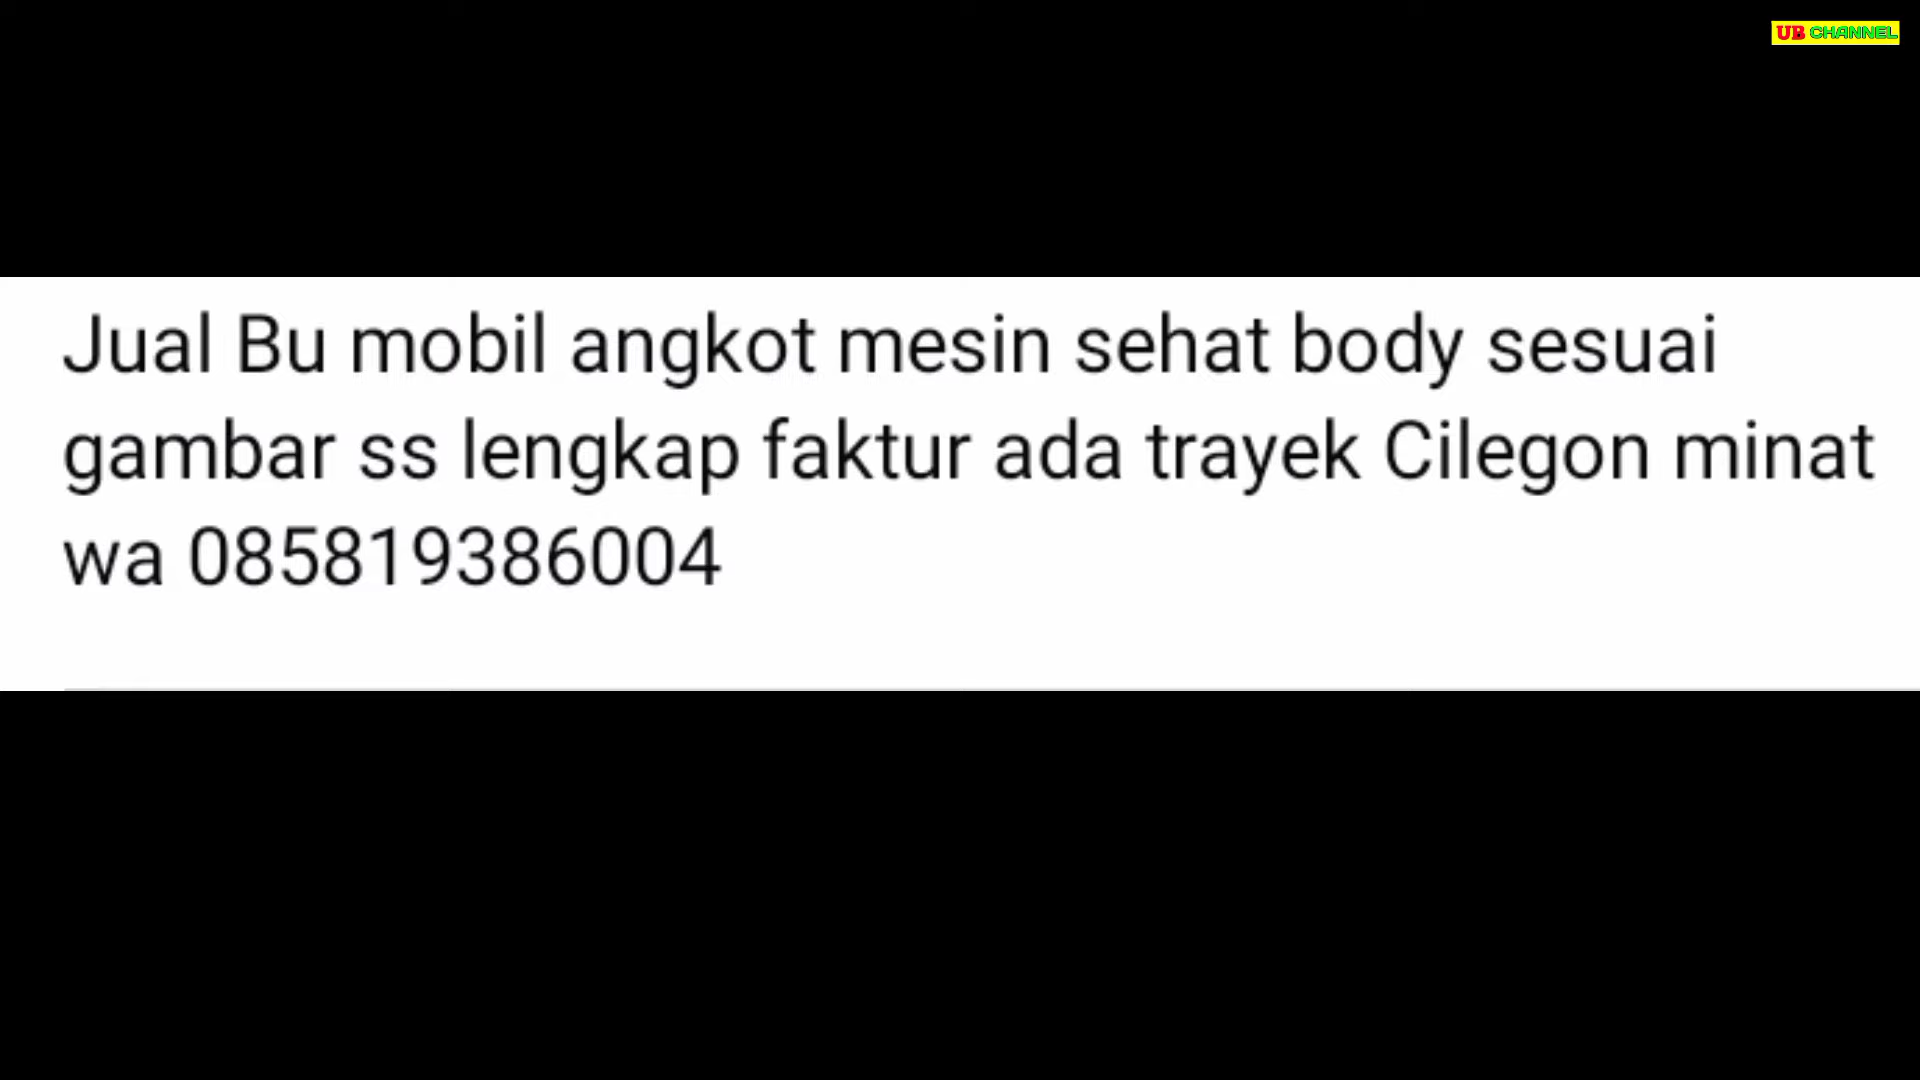 UB CHANNEL
Jual Bu mobil angkot mesin sehat body sesuai
gambar ss lengkap faktur ada trayek Cilegon minat
wa 085819386004